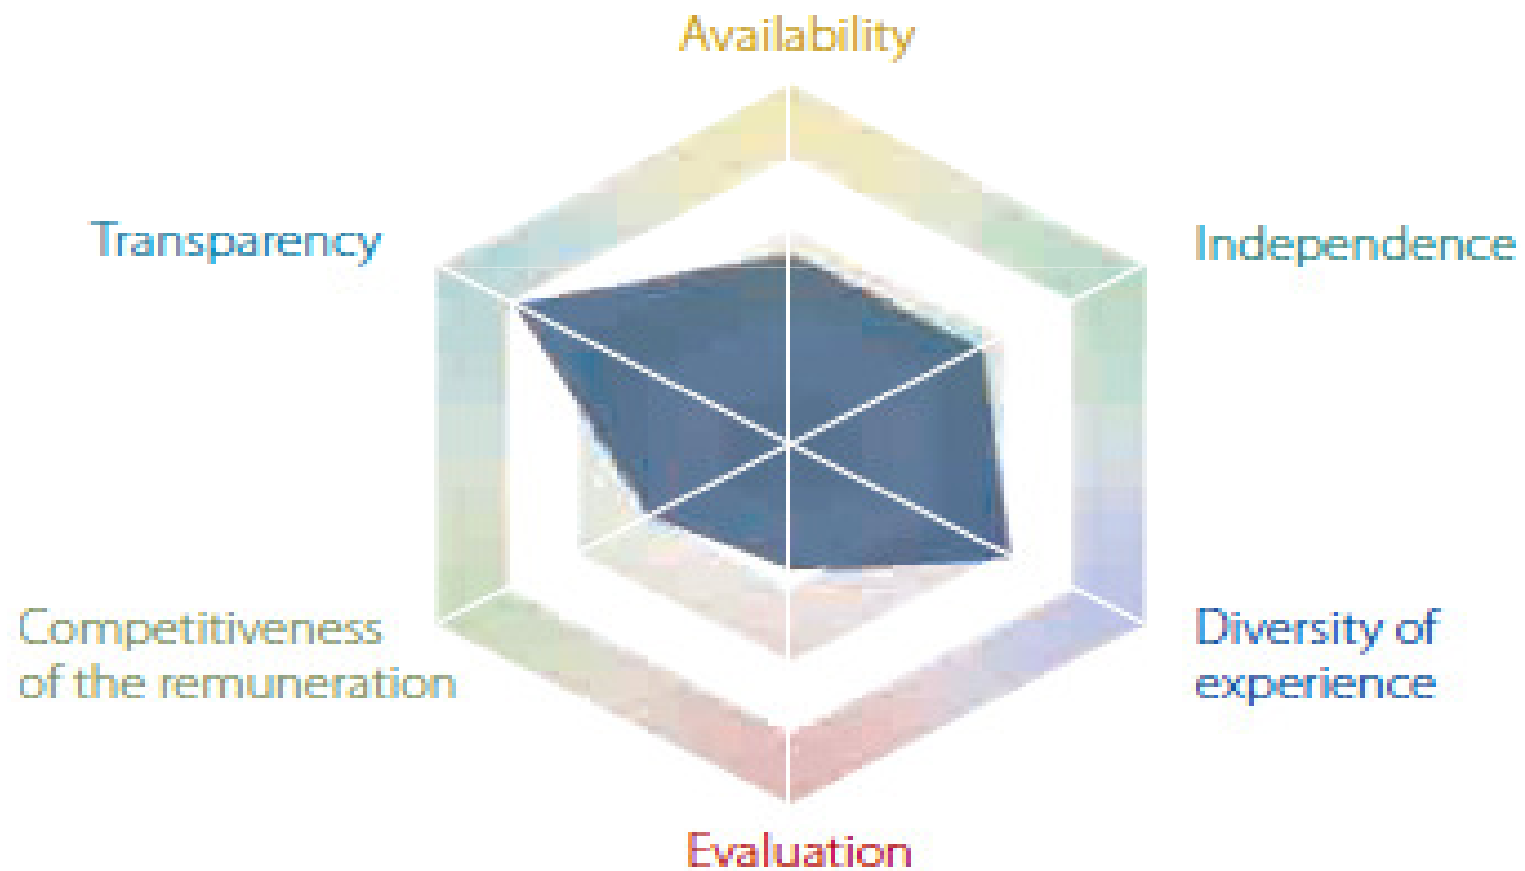 Availability
Transparency
Independence
Competitiveness
of the remuneration
Diversity of
experience
Evaluation